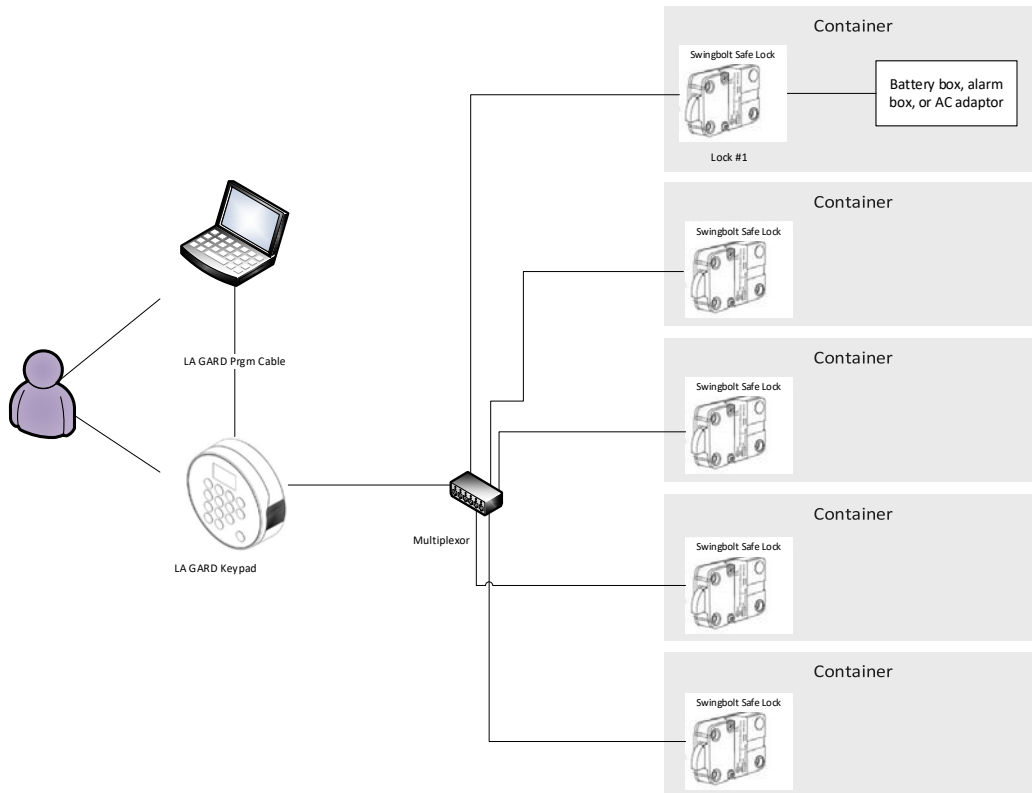 Container
Swingbolt Safe Lock
Battery box, alarm
box, or AC adaptor
Lock #1
Container
Swingbolt Safe Lock
LA GARD Prgm Cable
Container
Swingbolt Safe Lock
Multiplexor
LA GARD Keypad
Container
Swingbolt Safe Lock
Container
Swingbolt Safe Lock